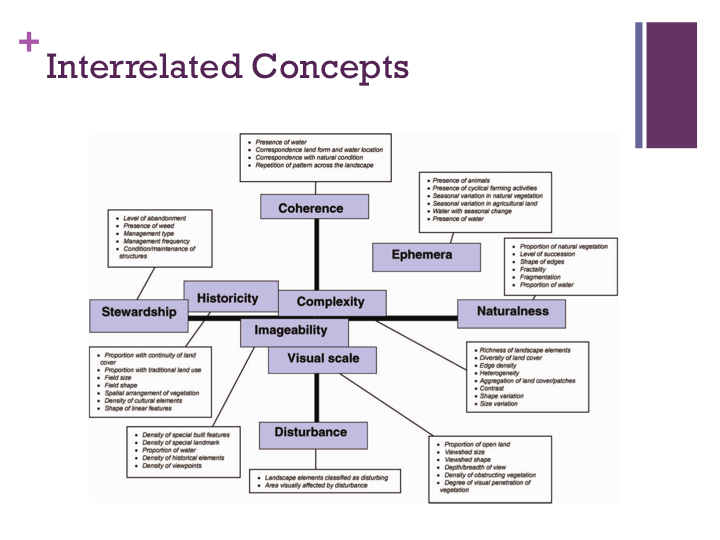 +
Interrelated Concepts
• Presence of water
• Correspondence land form and water location
• Correspondence with natural condition
• Repetition of pattern across the landscape
Coherence
• Presence of animals
• Presence of cyclical farming activities
• Seasonal variation in natural vegetation
• Seasonal variation in agricultural land
• Water with seasonal change
• Presence of water
Ephemera
• Level of abandonment
• Presence of weed
• Management type
• Management frequency
• Condition/maintenance of
structures
• Proportion of natural vegetation
• Level of succession
• Shape of edges
• Fractality
• Fragmentation
• Proportion of water
Stewardship
Historicity
Complexity
Naturalness
Imageability
Visual scale
• Proportion with continuity of land
cover
• Proportion with traditional land use
• Field size
• Field shape
• Spatial arrangement of vegetation
• Density of cultural elements
• Shape of linear features
• Richness of landscape elements
• Diversity of land cover
• Edge density
• Heterogeneity
• Aggregation of land cover/patches
• Contrast
• Shape variation
• Size variation
• Density of special built features
• Density of special landmark
• Proportion of water
• Density of historical elements
• Density of viewpoints
Disturbance
• Landscape elements classified as disturbing
• Area visually affected by disturbance
• Proportion of open land
• Viewshed size
• Viewshed shape
• Depth/breadth of view
• Density of obstructing vegetation
• Degree of visual penetration of
vegetation